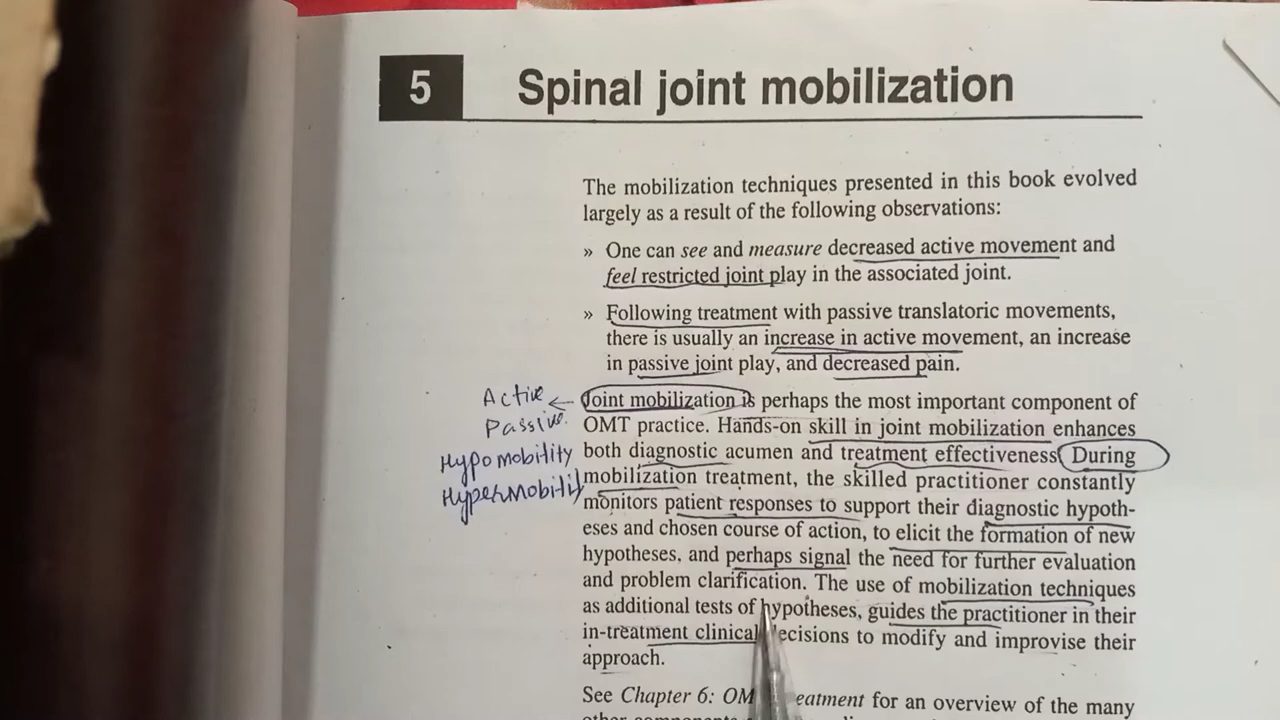 5 Spinal joint mobilization
The mobilization techniques presented in this book evolved
largely as a result of the following observations:
» One can see and measure decreased active movement and
feel restricted joint play in the associated joint.
» Following treatment with passive translatoric movements,
there is usually an increase in active movement, an increase
in passive joint play, and decreased pain.
Active
Passive.
Hypomobility
Hypermobility
Joint mobilization is perhaps the most important component of
OMT practice. Hands-on skill in joint mobilization enhances
both diagnostic acumen and treatment effectiveness. During
mobilization treatment, the skilled practitioner constantly
monitors patient responses to support their diagnostic hypoth-
eses and chosen course of action, to elicit the formation of new
hypotheses, and perhaps signal the need for further evaluation
and problem clarification. The use of mobilization techniques
as additional tests of hypotheses, guides the practitioner in their
in-treatment clinical decisions to modify and improvise their
approach.
See Chapter 6: for an overview of the many